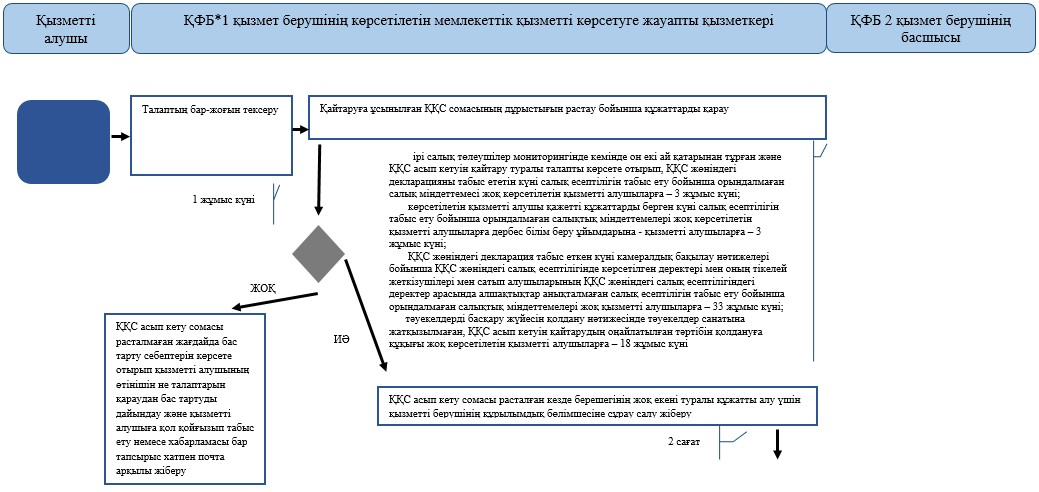 Қызметті
алушы
ҚФБ*1 қызмет берушінің көрсетілетін мемлекеттік қызметті көрсетуге жауапты қызметкері
ҚФБ 2 қызмет берушінің
басшысы
Талаптың бар-жоғын тексеру
Қайтаруға ұсынылған ҚҚС сомасының дұрыстығын растау бойынша құжаттарды қарау
1 жұмыс күні
ірі салық төлеушілер мониторингінде кемінде он екі ай қатарынан тұрған және
ҚҚС асып кетуін қайтару туралы талапты көрсете отырып, ҚҚС жөніндегі
декларацияны табыс ететін күні салық есептілігін табыс ету бойынша орындалмаған
салық міндеттемесі жоқ көрсетілетін қызметті алушыларға – 3 жұмыс күні;
көрсетілетін қызметті алушы қажетті құжаттарды берген күні салық есептілігін
табыс ету бойынша орындалмаған салықтық міндеттемелері жоқ көрсетілетін
қызметті алушыларға дербес білім беру ұйымдарына - қызметті алушыларға – 3
жұмыс күні;
ҚҚС жөніндегі декларация табыс еткен күні камералдық бақылау нәтижелері
бойынша ҚҚС жөніндегі салық есептілігінде көрсетілген деректері мен оның тікелей
жеткізушілері мен сатып алушыларының ҚҚС жөніндегі салық есептілігіндегі
деректер арасында алшақтықтар анықталмаған салық есептілігін табыс ету бойынша
орындалмаған салықтық міндеттемелері жоқ қызметті алушыларға – 33 жұмыс күні;
тәуекелдерді басқару жүйесін қолдану нәтижесінде тәуекелдер санатына
жатқызылмаған, ҚҚС асып кетуін қайтарудың оңайлатылған тәртібін қолдануға
құқығы жоқ көрсетілетін қызметті алушыларға – 18 жұмыс күні
ЖОҚ
ИӘ
ҚҚС асып кету сомасы
расталмаған жағдайда бас
тарту себептерін көрсете
отырып қызметті алушының
өтінішін не талаптарын
қараудан бас тартуды
дайындау және қызметті
алушыға қол қойғызып табыс
ету немесе хабарламасы бар
тапсырыс хатпен почта
арқылы жіберу
ҚҚС асып кету сомасы расталған кезде берешегінің жоқ екені туралы құжатты алу үшін
қызметті берушінің құрылымдық бөлімшесіне сұрау салу жіберу
2 сағат